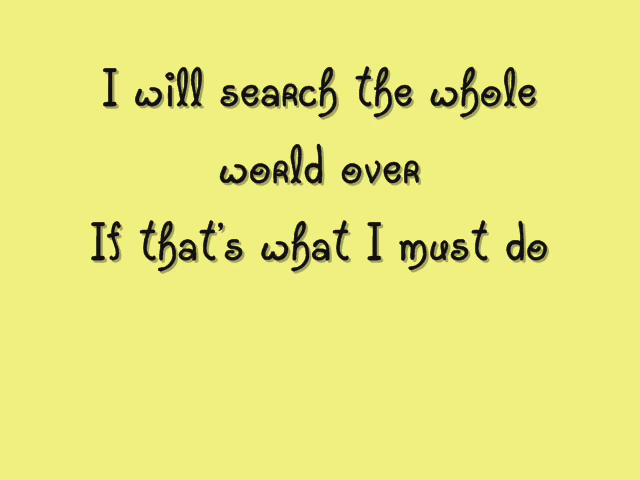 I will search the whole
world over
If that's what I must do